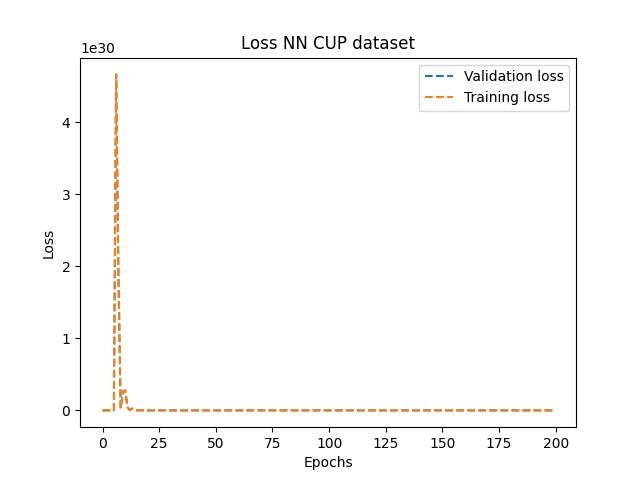 Loss NN CUP dataset
1e30
Validation loss
Training loss
4
3
2
1
0
Loss
0 25 50 75 100 125 150 175 200
Epochs